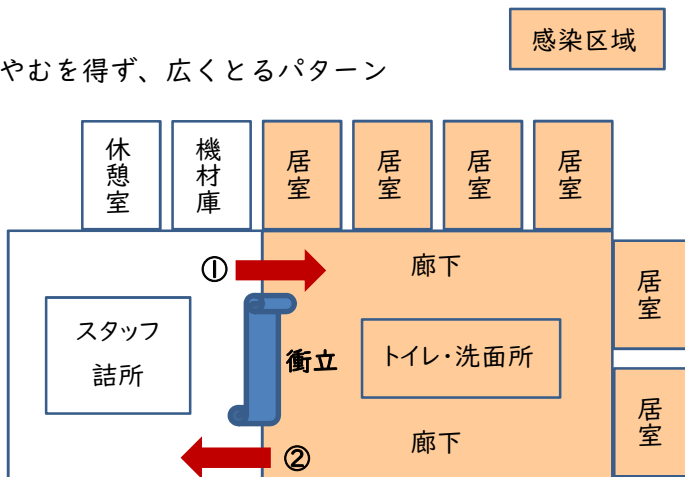 感染区域
やむを得ず、広くとるパターン
休憩室
機材庫
居室
居室
居室
居室
①
廊下
居室
スタッフ
詰所
衝立
トイレ・洗面所
居室
廊下
②